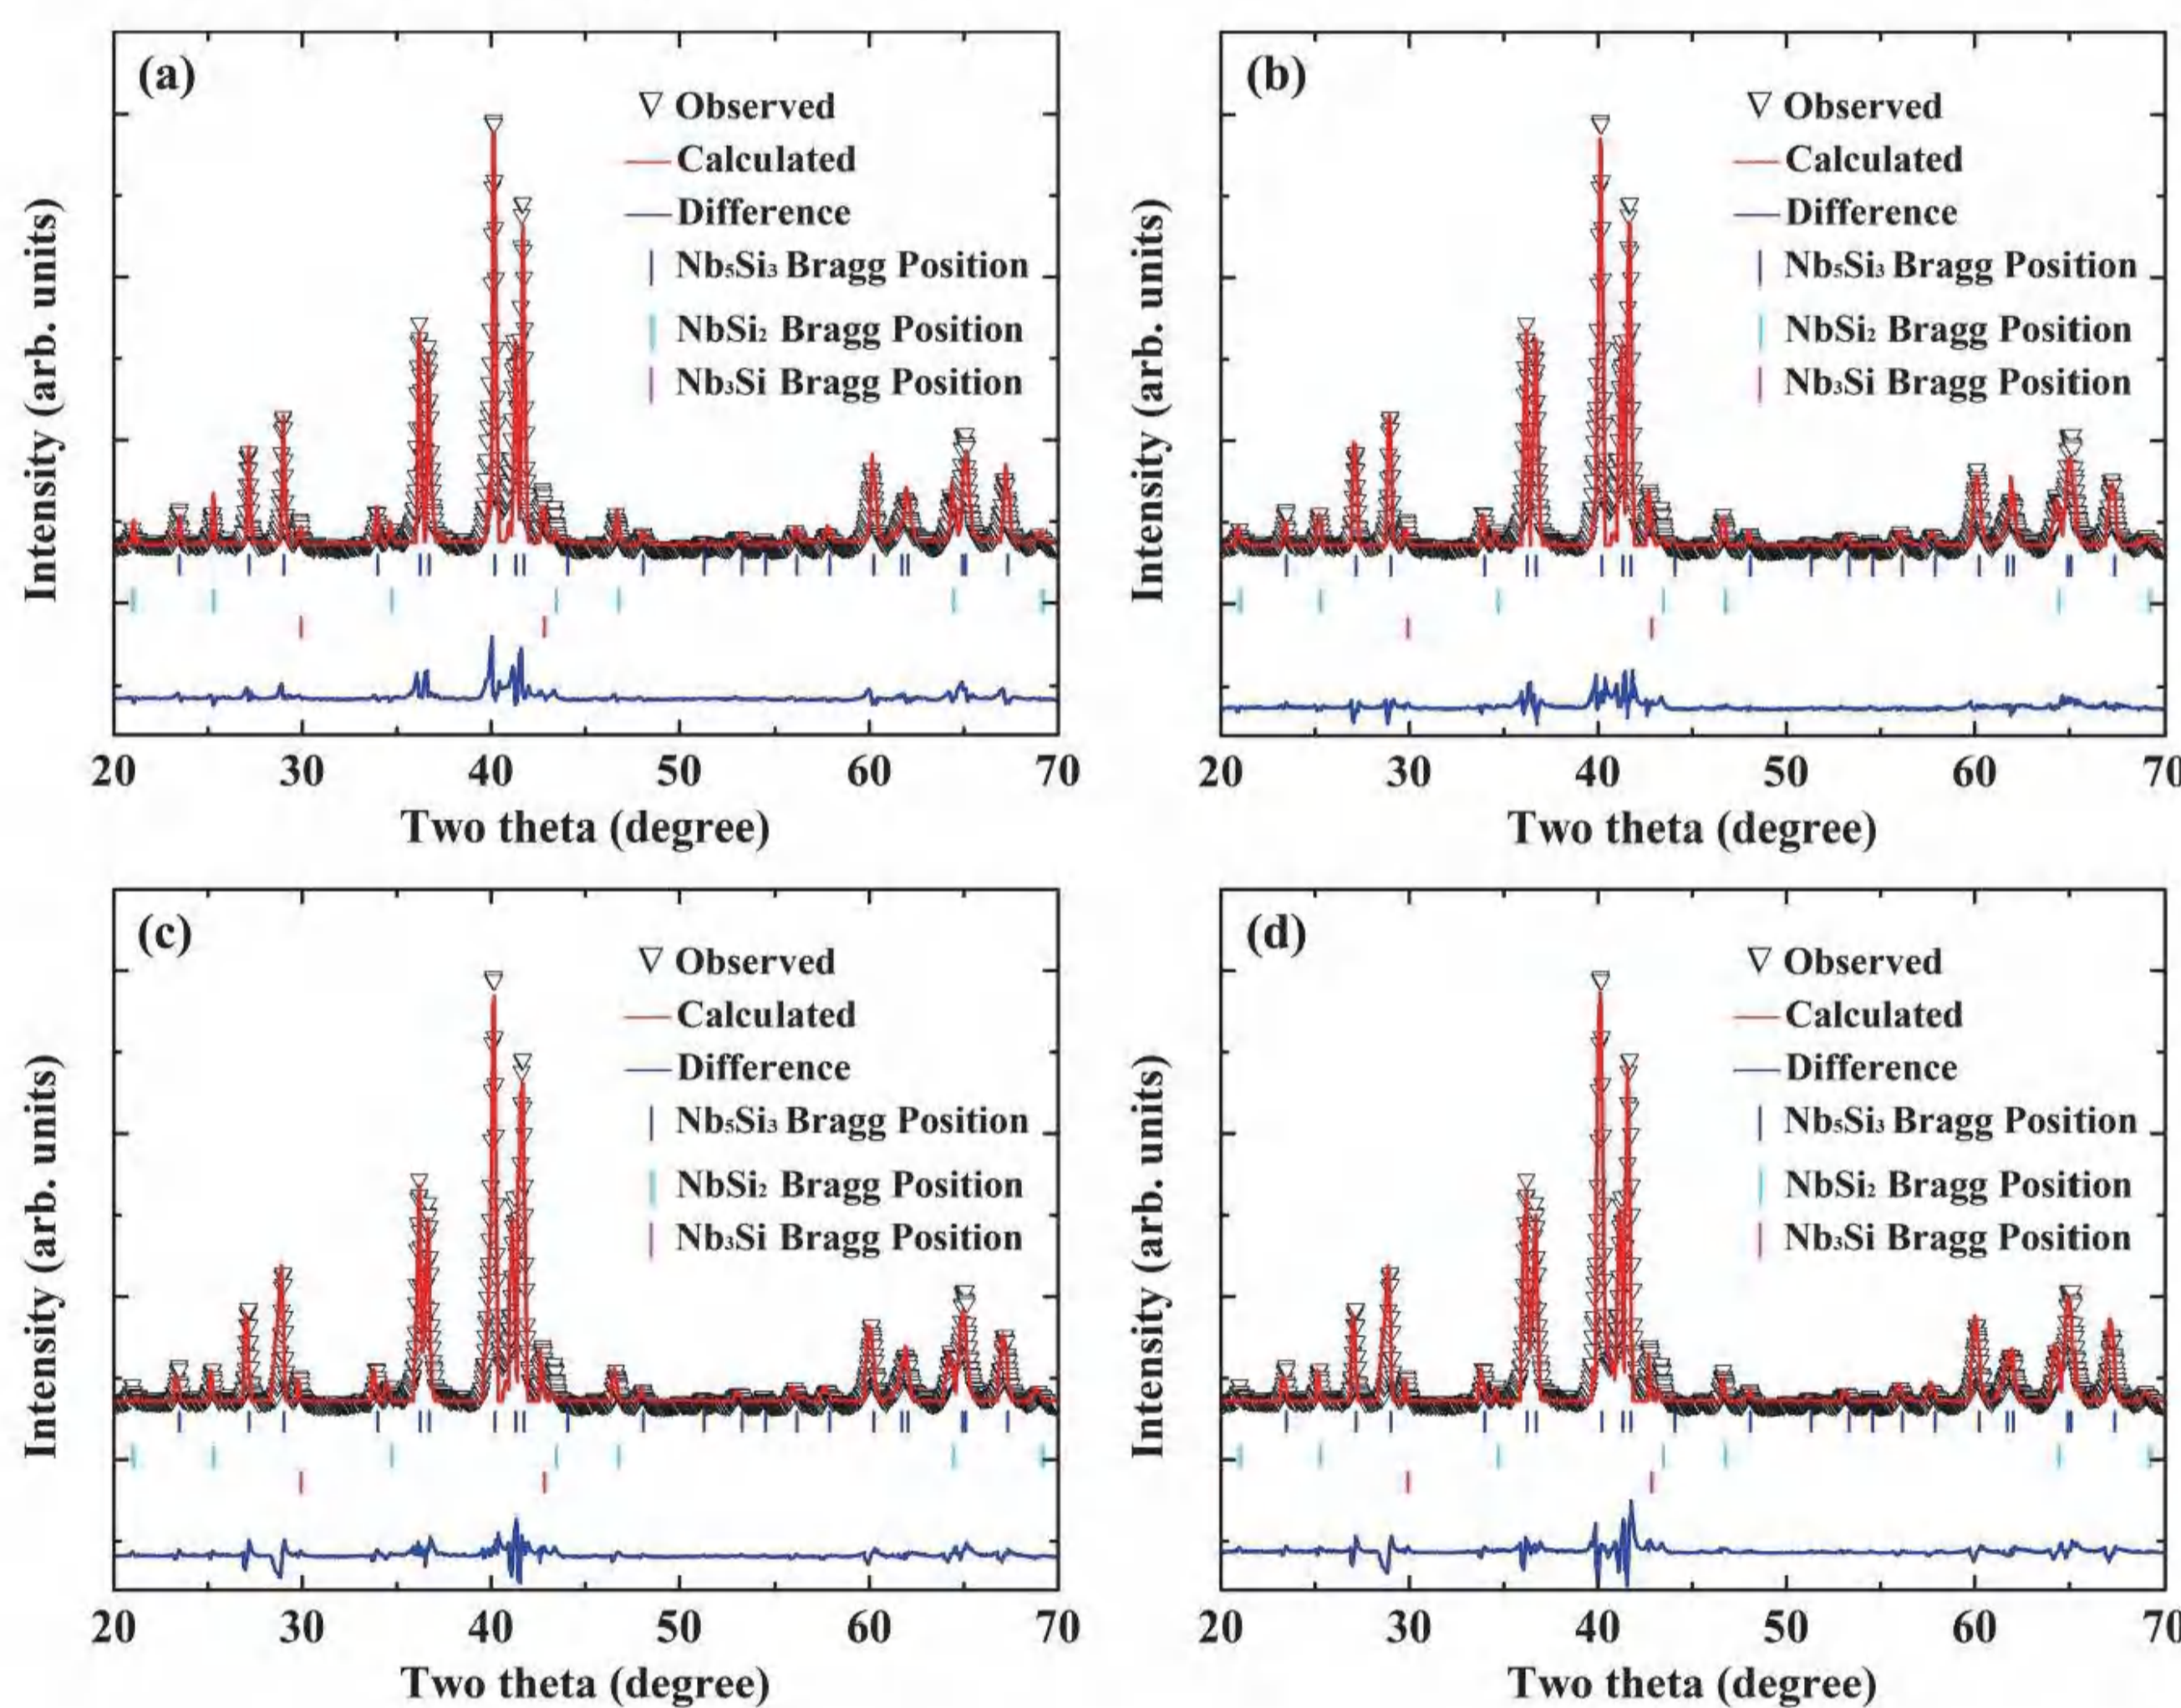 (a)
Observed
Calculated
Difference
Nb₅Si₃ Bragg Position
NbSi₂ Bragg Position
Nb₃Si Bragg Position
Intensity (arb. units)
20 30 40 50 60 70
Two theta (degree)
(b)
Observed
Calculated
Difference
Nb₅Si₃ Bragg Position
NbSi₂ Bragg Position
Nb₃Si Bragg Position
Intensity (arb. units)
20 30 40 50 60 70
Two theta (degree)
(c)
Observed
Calculated
Difference
Nb₅Si₃ Bragg Position
NbSi₂ Bragg Position
Nb₃Si Bragg Position
Intensity (arb. units)
20 30 40 50 60 70
Two theta (degree)
(d)
Observed
Calculated
Difference
Nb₅Si₃ Bragg Position
NbSi₂ Bragg Position
Nb₃Si Bragg Position
Intensity (arb. units)
20 30 40 50 60 70
Two theta (degree)